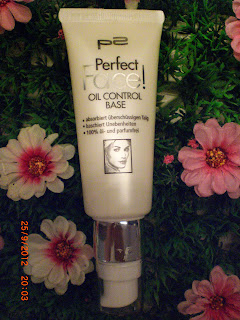 p2
Perfect
Face!
OIL CONTROL
BASE
• absorbiert überschüssigen Talg
• kaschiert Unebenheiten
• 100% öl- und parfümfrei
25/9/2012 20:03